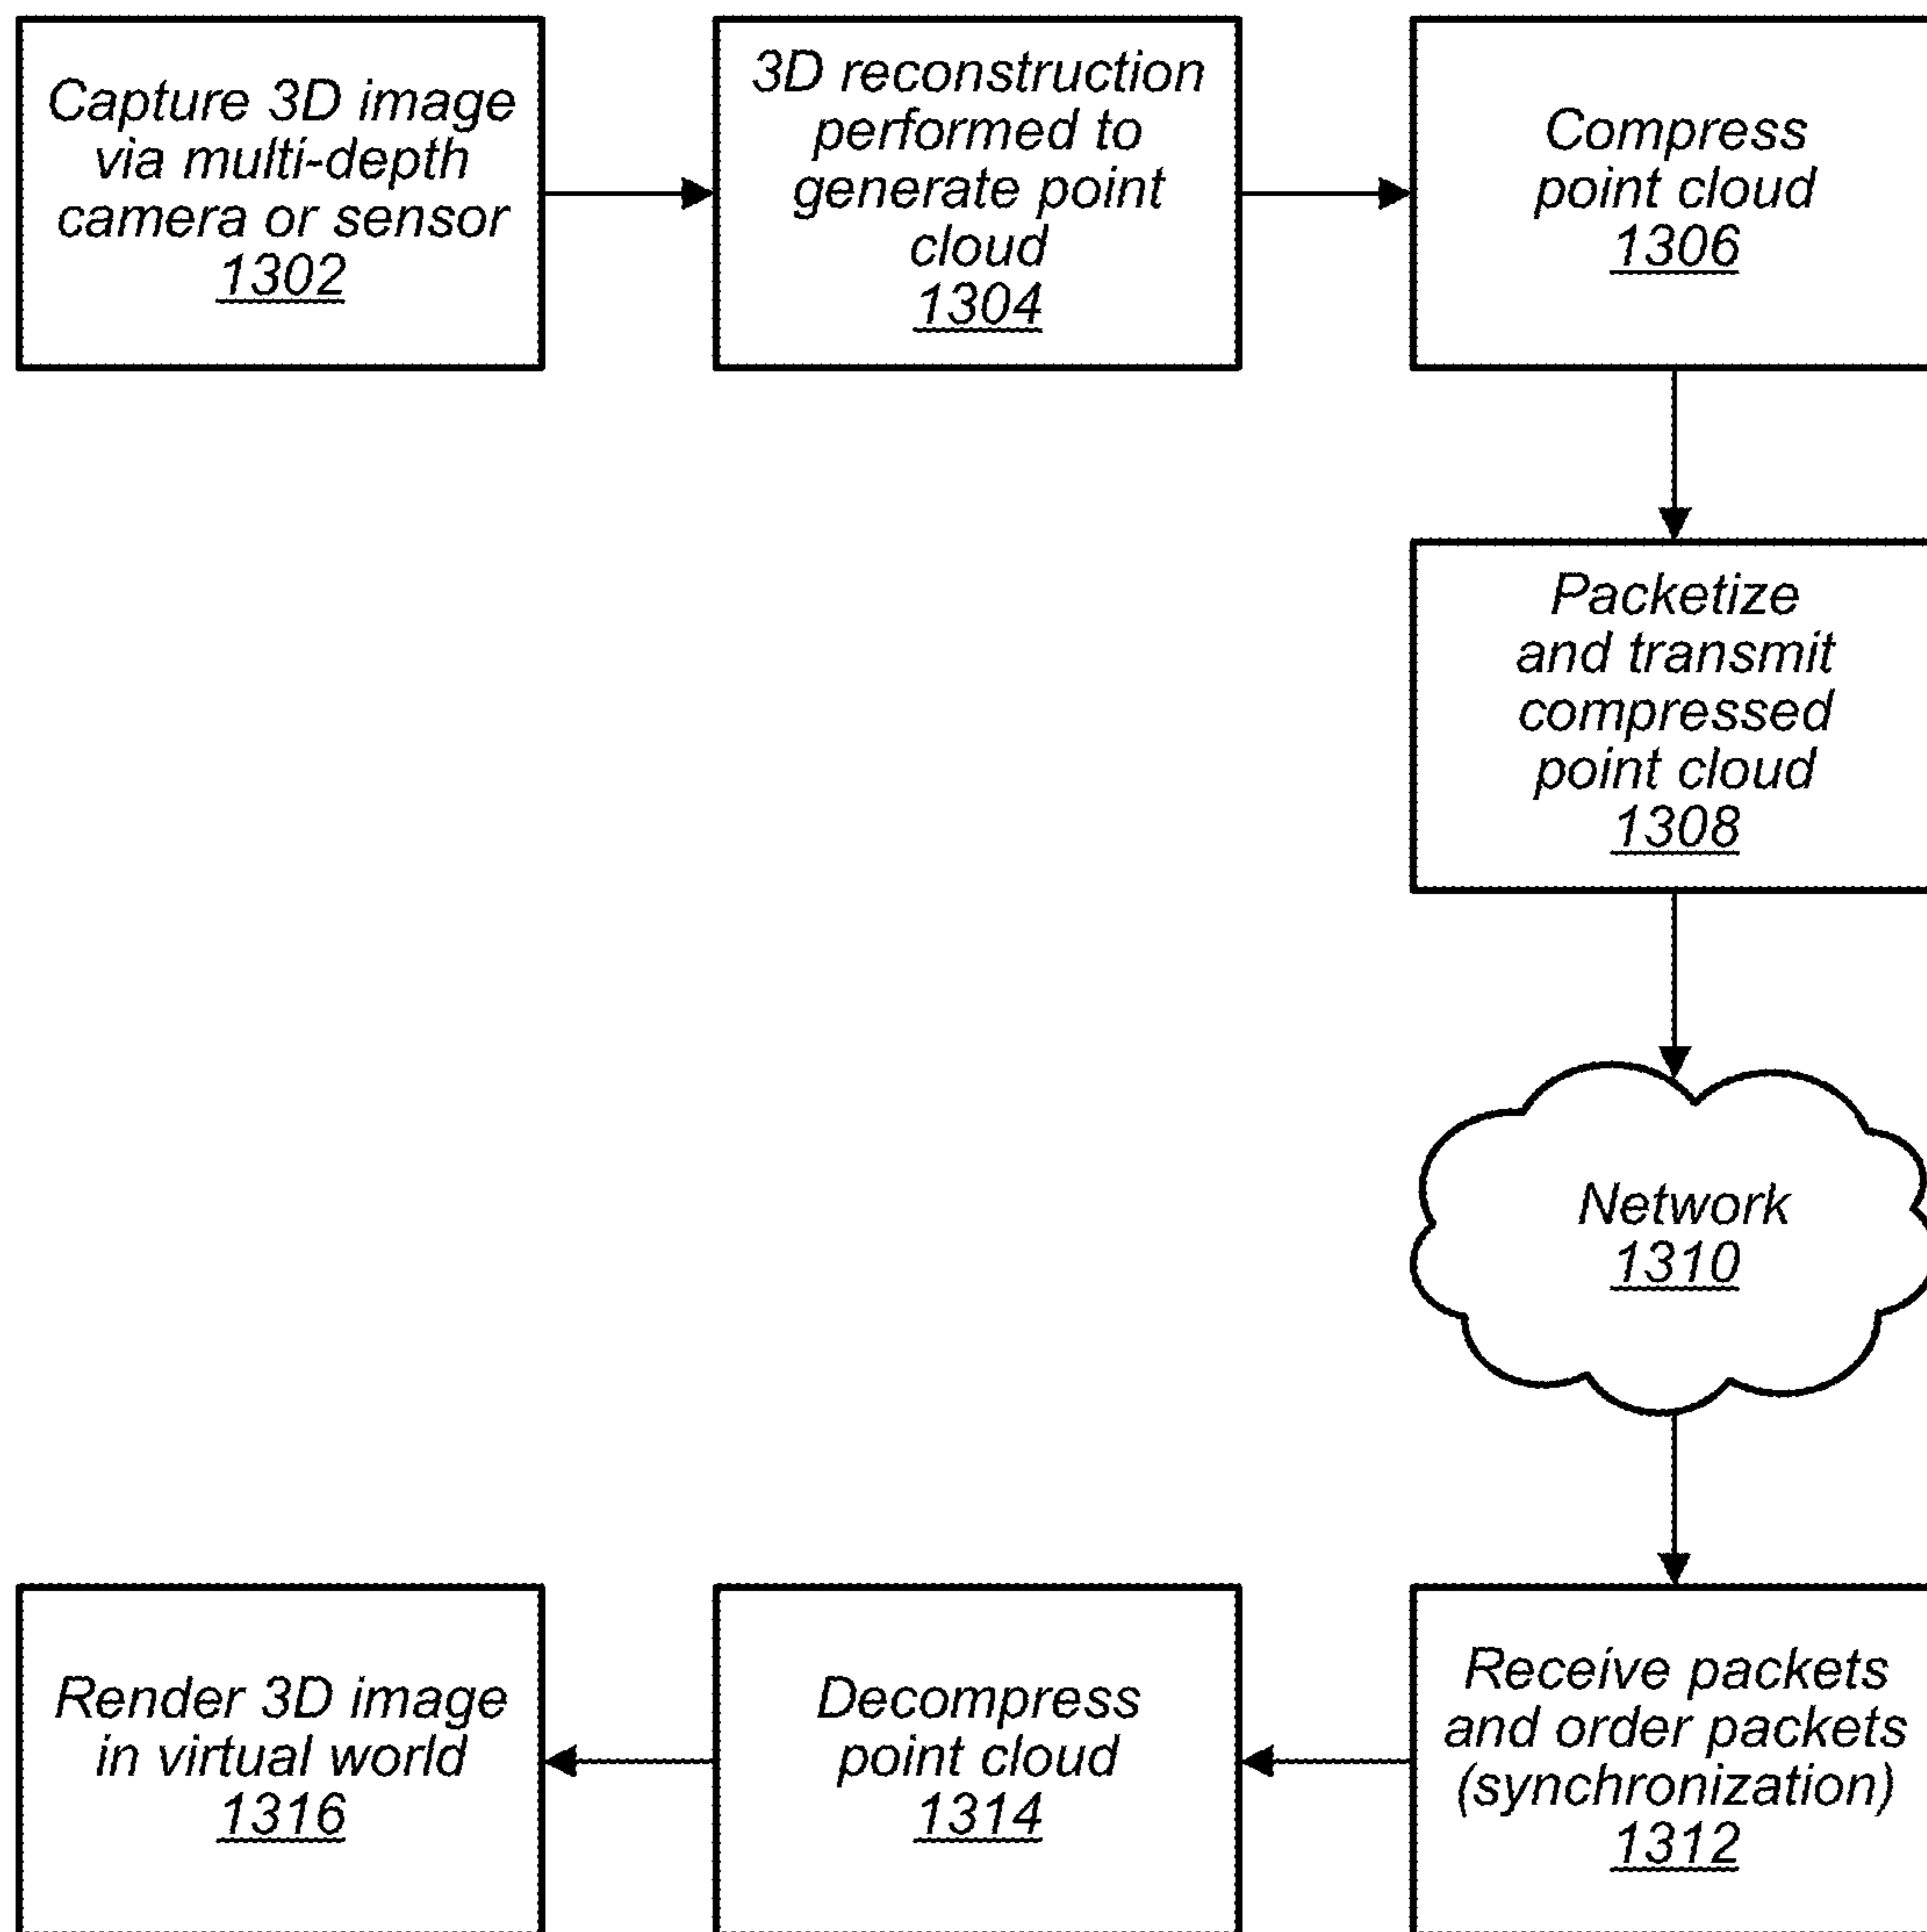 Capture 3D image
via multi-depth
camera or sensor
1302
3D reconstruction
performed to
generate point
cloud
1304
Compress
point cloud
1306
Packetize
and transmit
compressed
point cloud
1308
Network
1310
Receive packets
and order packets
(synchronization)
1312
Decompress
point cloud
1314
Render 3D image
in virtual world
1316